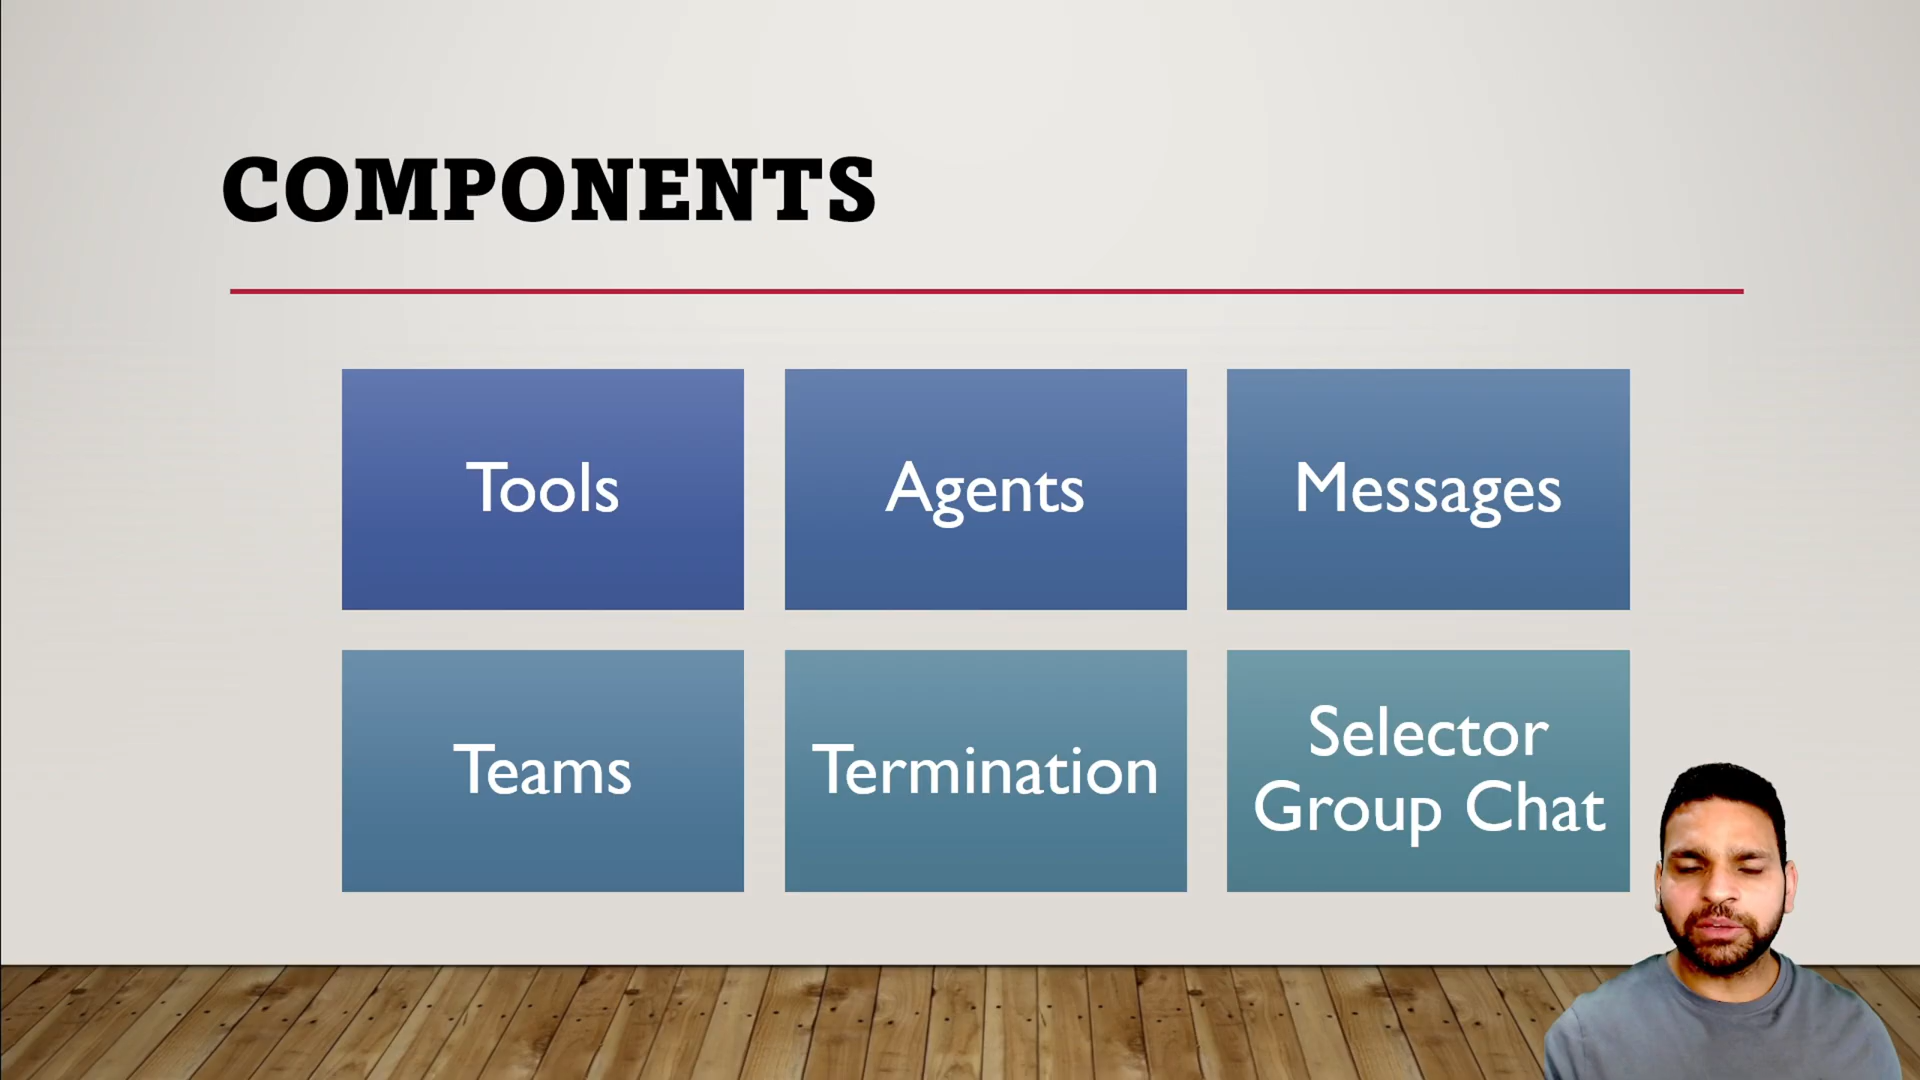 COMPONENTS
Tools
Agents
Messages
Teams
Termination
Selector
Group Chat